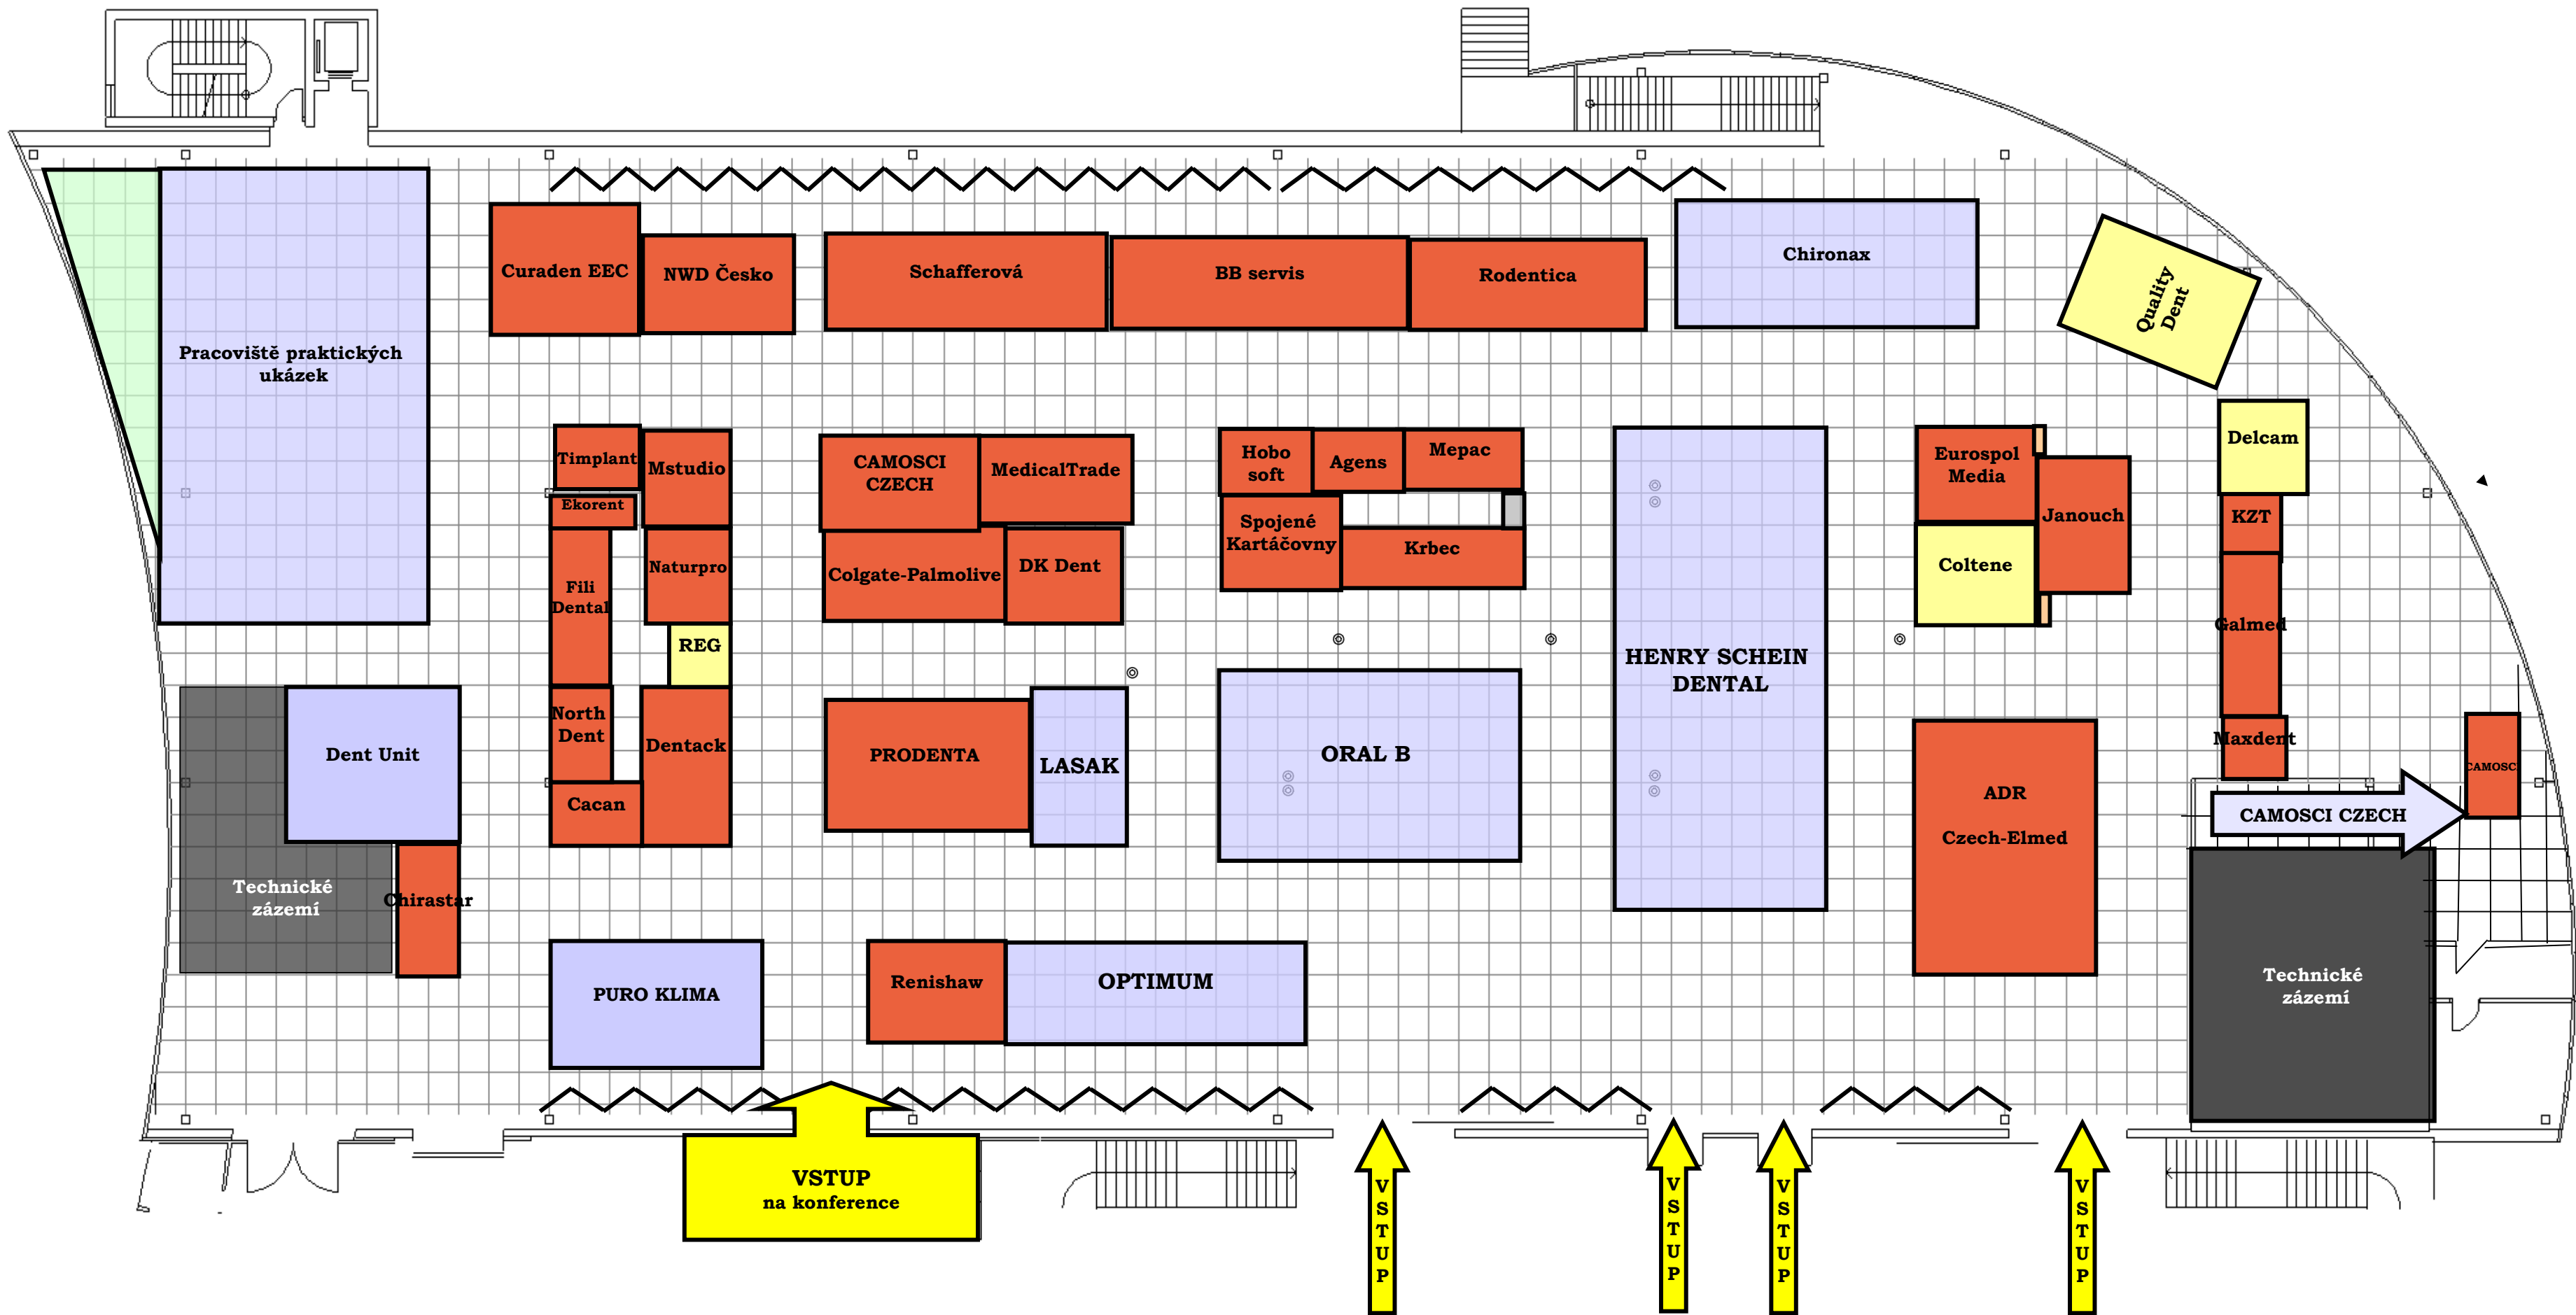 Curaden EEC
NWD Česko
Schafferová
BB servis
Rodentica
Chironax
Quality
Dent
Pracoviště praktických
ukázek
Timplant
Mstudio
Ekorent
Fili
Dental
Naturpro
REG
North
Dent
Dentack
Cacan
CAMOSCI
CZECH
MedicalTrade
Colgate-Palmolive
DK Dent
Hobo
soft
Agens
Mepac
Spojené
Kartáčovny
Krbec
HENRY SCHEIN
DENTAL
Eurospol
Media
Janouch
Coltene
Delcam
KZT
Galmed
Maxdent
CAMOSC
CAMOSCI CZECH
Dent Unit
Technické
zázemí
Chirastar
PRODENTA
LASAK
ORAL B
ADR
Czech-Elmed
PURO KLIMA
Renishaw
OPTIMUM
Technické
zázemí
VSTUP
na konference
VSTUP
VSTUP
VSTUP
VSTUP